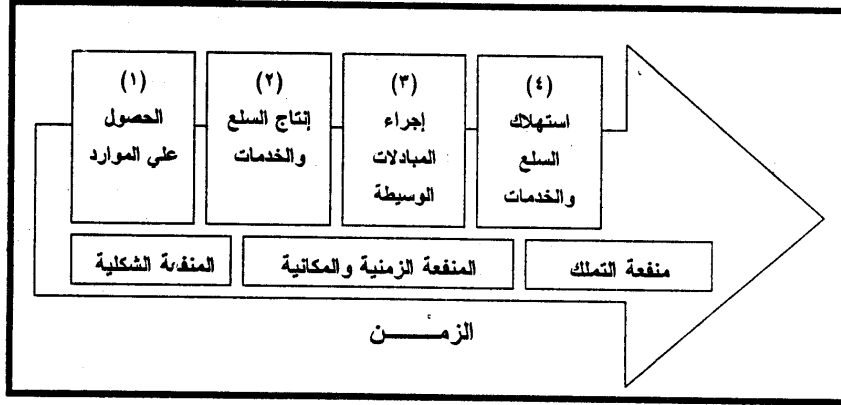 (١)
الحصول
علي الموارد
(٢)
إنتاج السلع
والخدمات
(٣)
إجراء
المبادلات
الوسيطة
(٤)
استهلاك
السلع
والخدمات
المنفعة الشكلية
المنفعة الزمنية والمكانية
منفعة التملك
الزمـــــن